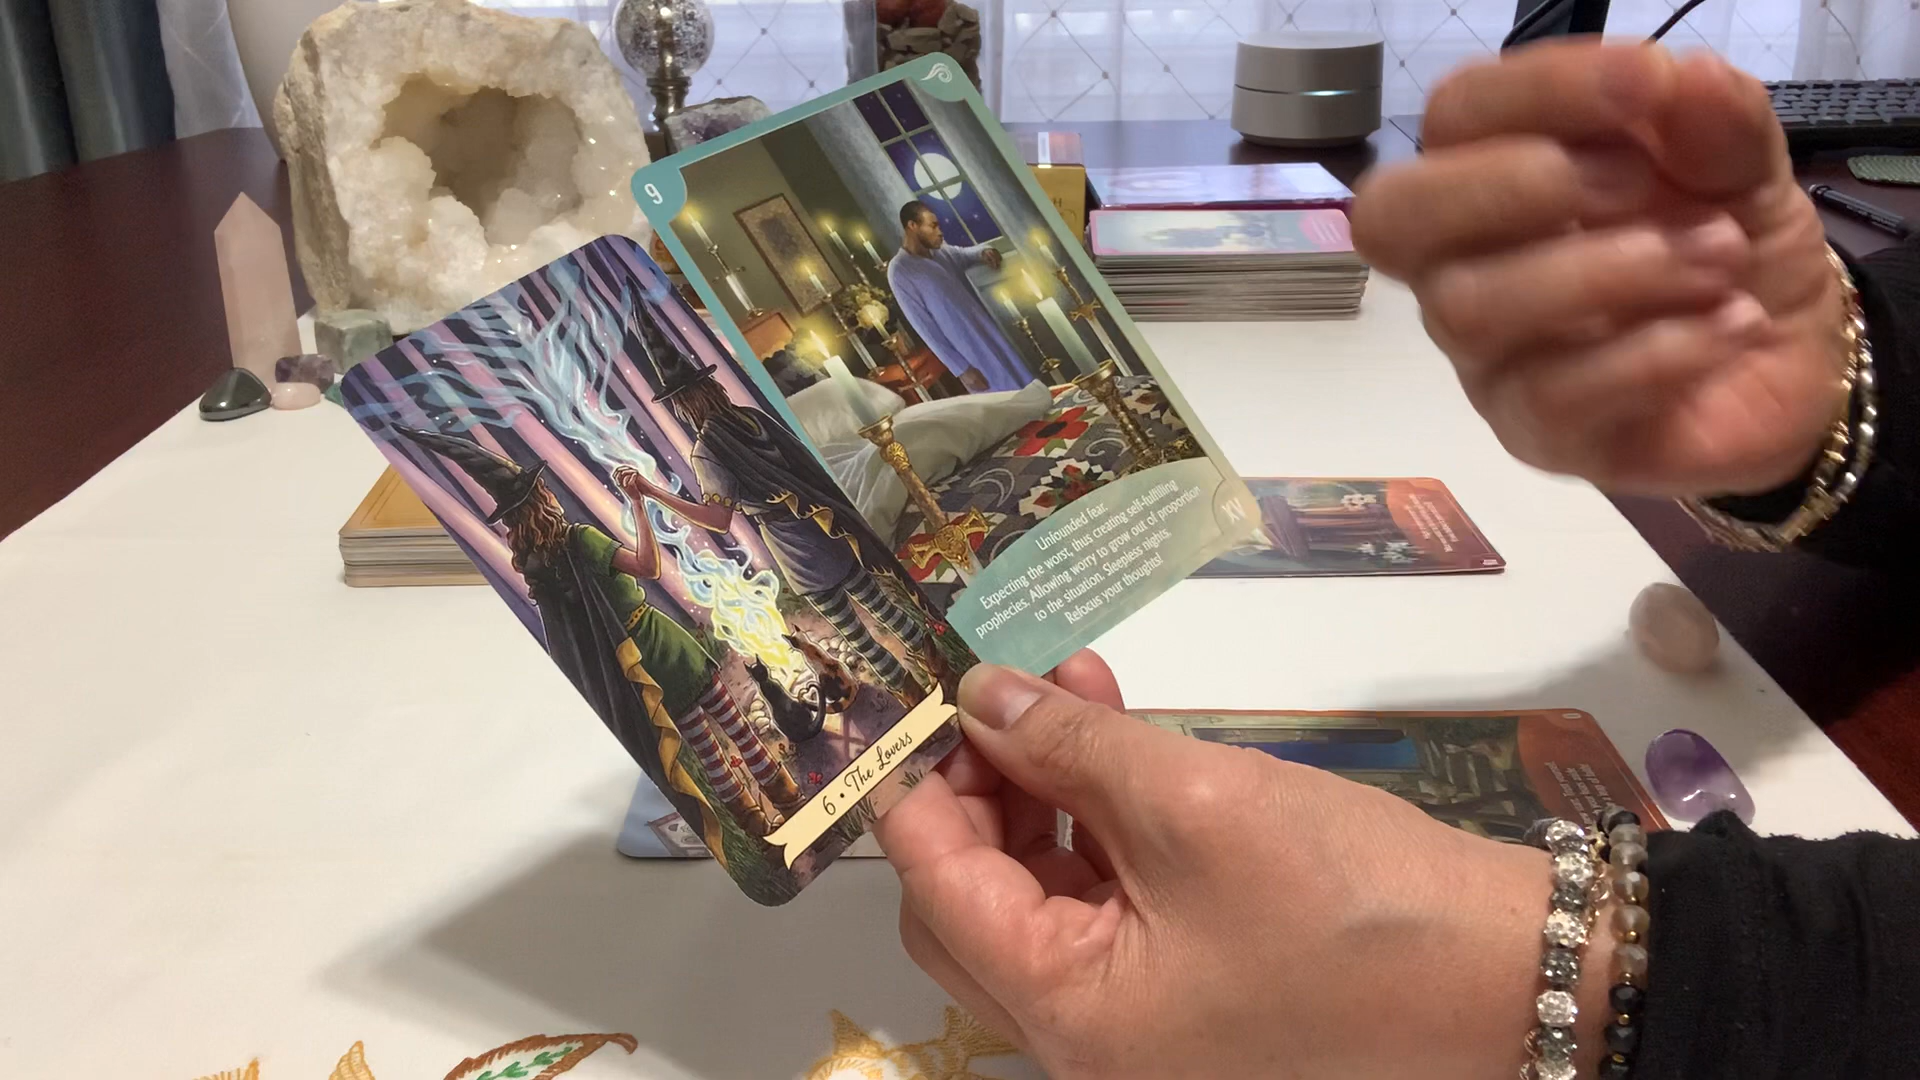 9
Unfounded fear.
Expecting the worst, thus creating self-fulfilling
prophecies. Allowing worry to grow out of proportion
to the situation. Sleepless nights.
Refocus your thoughts!
XV
6 • The Lovers